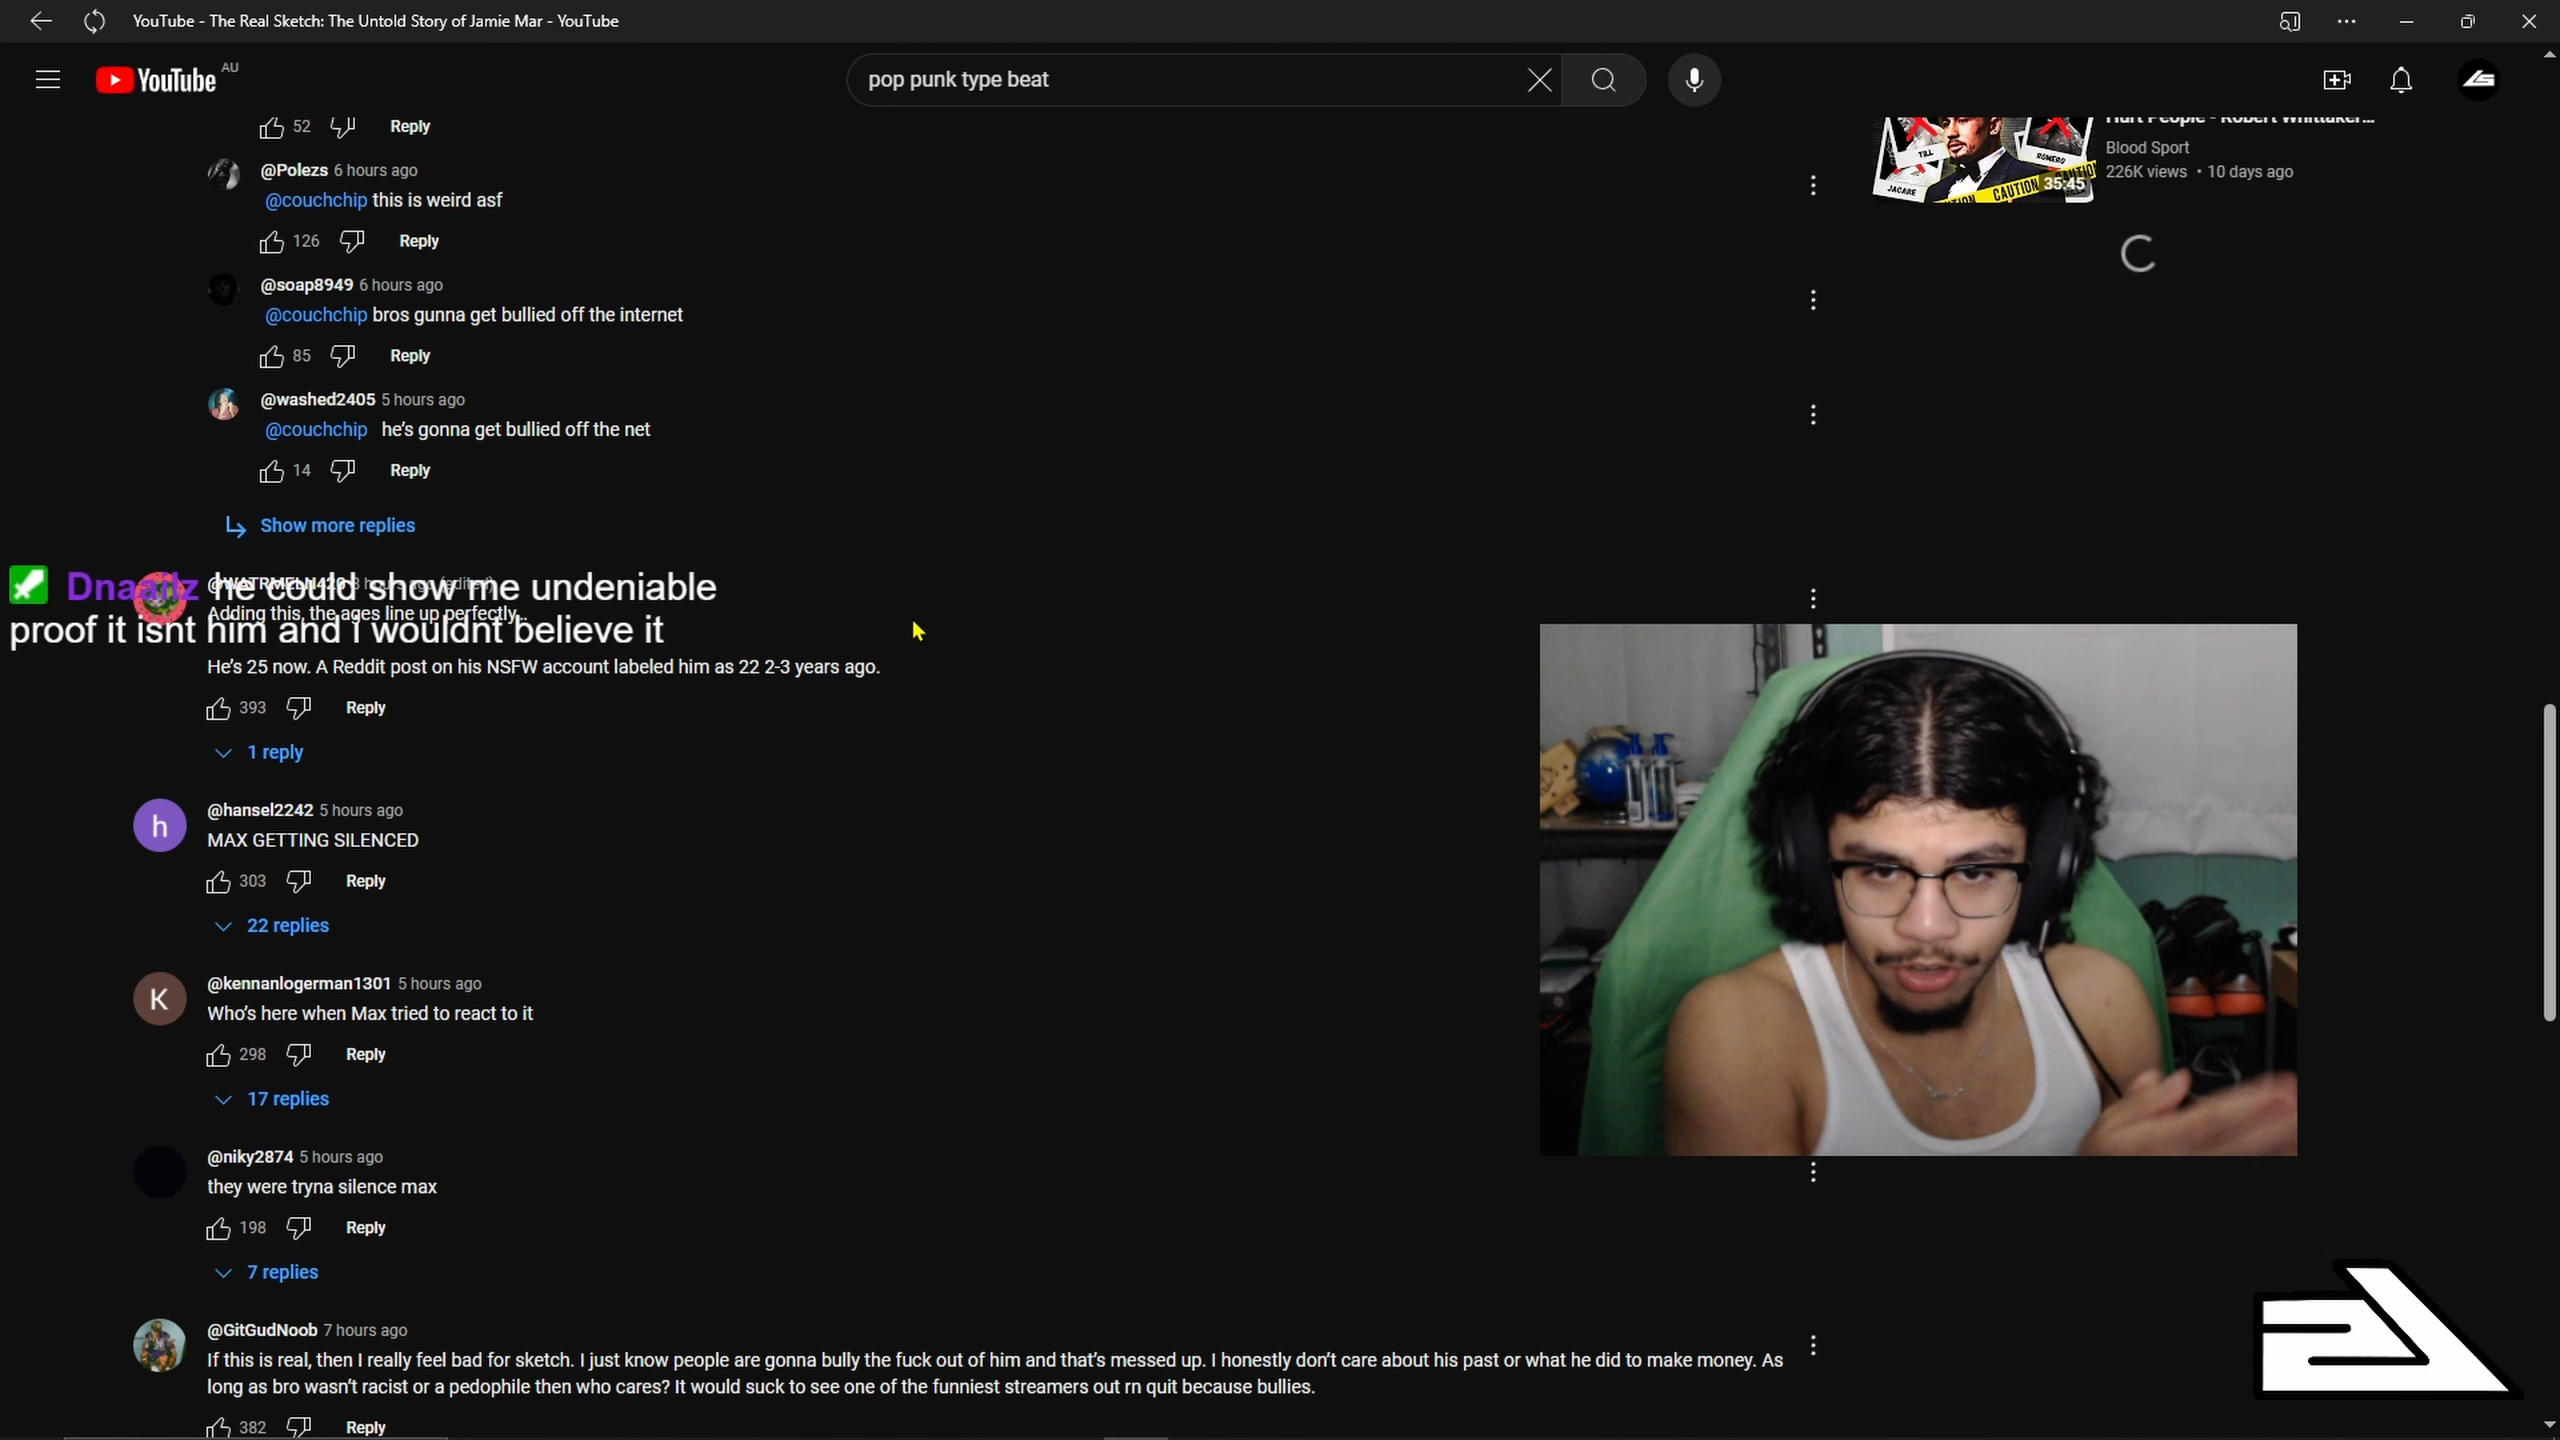 YouTube - The Real Sketch: The Untold Story of Jamie Mar - YouTube
YouTube AU
pop punk type beat
52 Reply
@Polezs 6 hours ago
@couchchip this is weird asf
126 Reply
@soap8949 6 hours ago
@couchchip bros gunna get bullied off the internet
85 Reply
@washed2405 5 hours ago
@couchchip he's gonna get bullied off the net
14 Reply
Show more replies
Dnaailz he could show me undeniable
proof it isnt him and I wouldnt believe it
@WATRMELN420 3 hours ago (edited)
Adding this, the ages line up perfectly..
He's 25 now. A Reddit post on his NSFW account labeled him as 22 2-3 years ago.
393 Reply
1 reply
h
@hansel2242 5 hours ago
MAX GETTING SILENCED
303 Reply
22 replies
K
@kennanlogerman1301 5 hours ago
Who's here when Max tried to react to it
298 Reply
17 replies
@niky2874 5 hours ago
they were tryna silence max
198 Reply
7 replies
@GitGudNoob 7 hours ago
If this is real, then I really feel bad for sketch. I just know people are gonna bully the fuck out of him and that's messed up. I honestly don't care about his past or what he did to make money. As
long as bro wasn't racist or a pedophile then who cares? It would suck to see one of the funniest streamers out rn quit because bullies.
382 Reply
Hurt People - Robert Whittaker...
Blood Sport
226K views • 10 days ago
TILL
ROMERO
JACARE
CAUTION
35:45